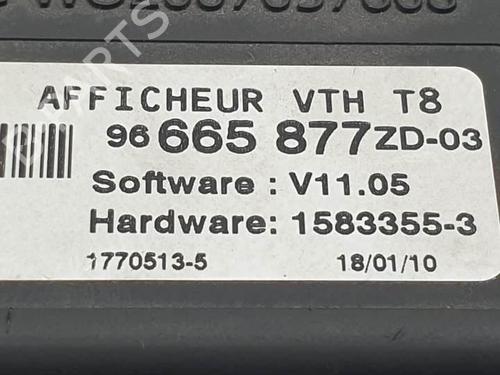 AFFICHEUR VTH T8
96 665 877ZD-03
Software : V11.05
Hardware: 1583355-3
1770513-5 18/01/10